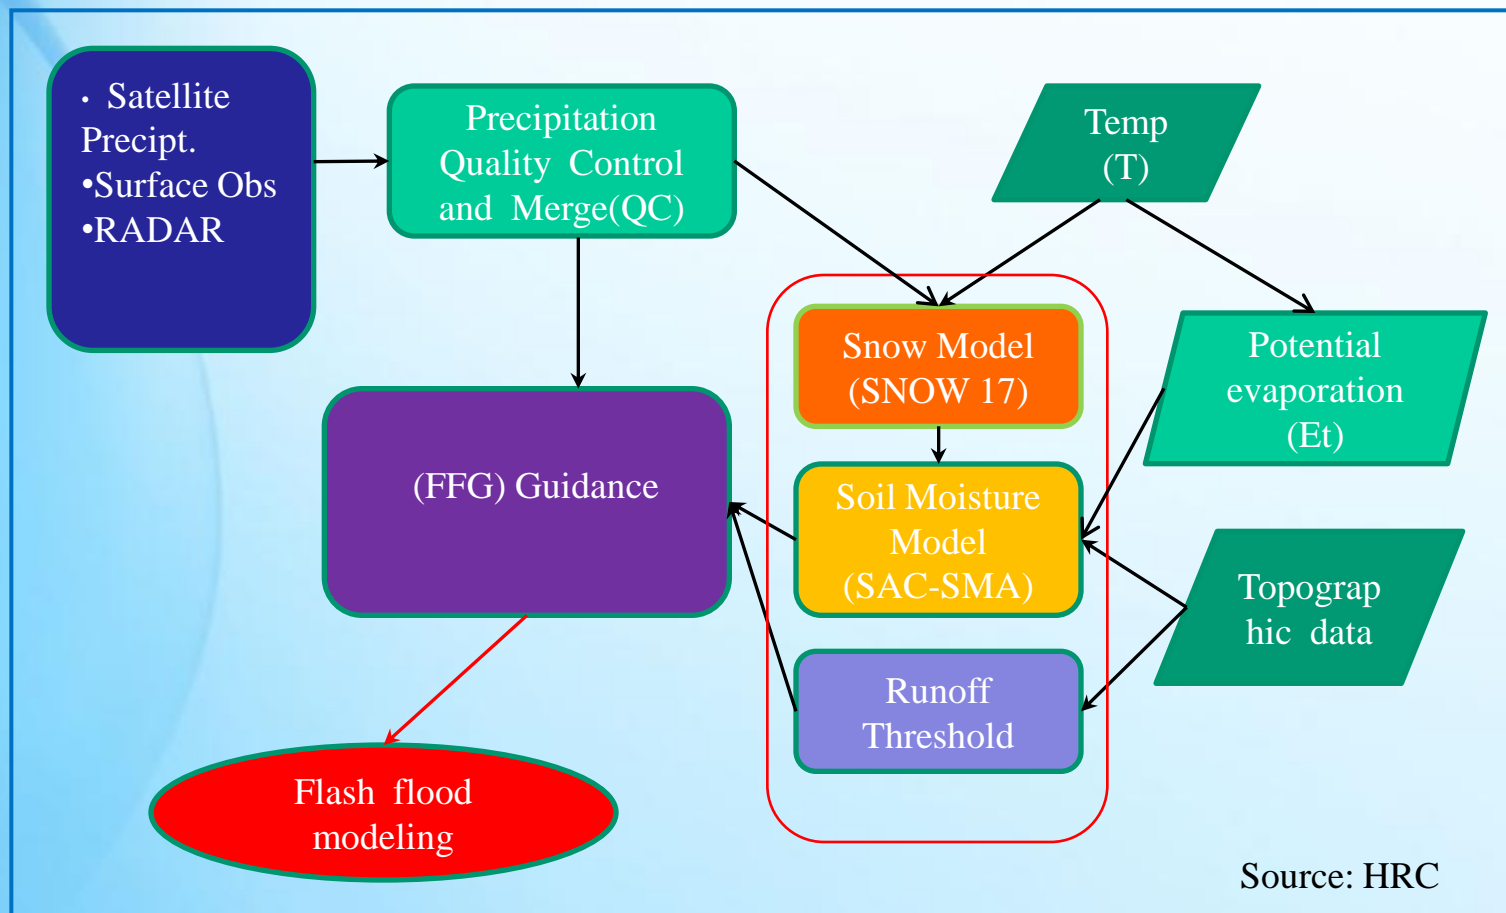 · Satellite
Precipt.
•Surface Obs
•RADAR
Precipitation
Quality Control
and Merge(QC)
Temp
(T)
Snow Model
(SNOW 17)
Potential
evaporation
(Et)
(FFG) Guidance
Soil Moisture
Model
(SAC-SMA)
Topograp
hic data
Runoff
Threshold
Flash flood
modeling
Source: HRC